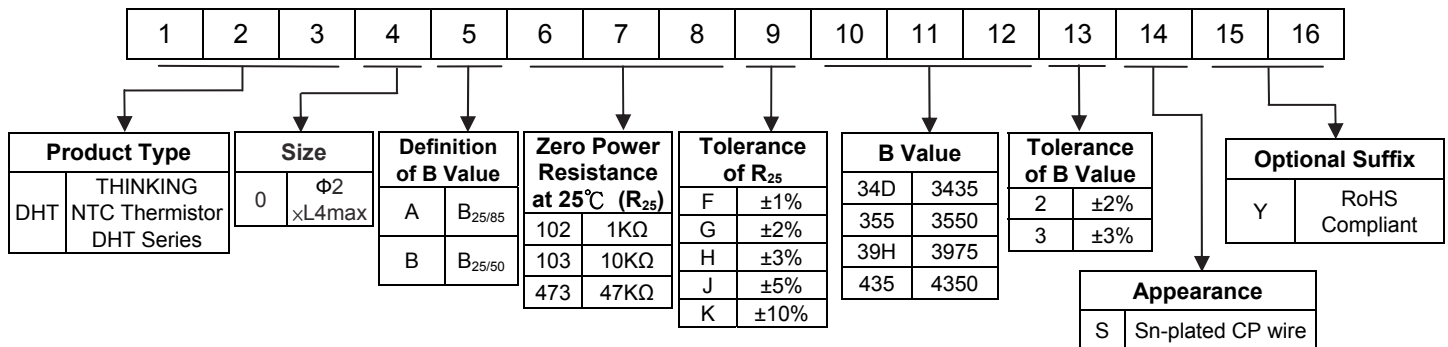 1 2 3 4 5 6 7 8 9 10 11 12 13 14 15 16
Product Type
DHT
THINKING
NTC Thermistor
DHT Series
Size
0
Φ2
×L4max
Definition
of B Value
A B25/85
B B25/50
Zero Power
Resistance
at 25℃ (R25)
102 1KΩ
103 10KΩ
473 47KΩ
Tolerance
of R25
F ±1%
G ±2%
H ±3%
J ±5%
K ±10%
B Value
34D 3435
355 3550
39H 3975
435 4350
Tolerance
of B Value
2 ±2%
3 ±3%
Appearance
S Sn-plated CP wire
Optional Suffix
Y
RoHS
Compliant